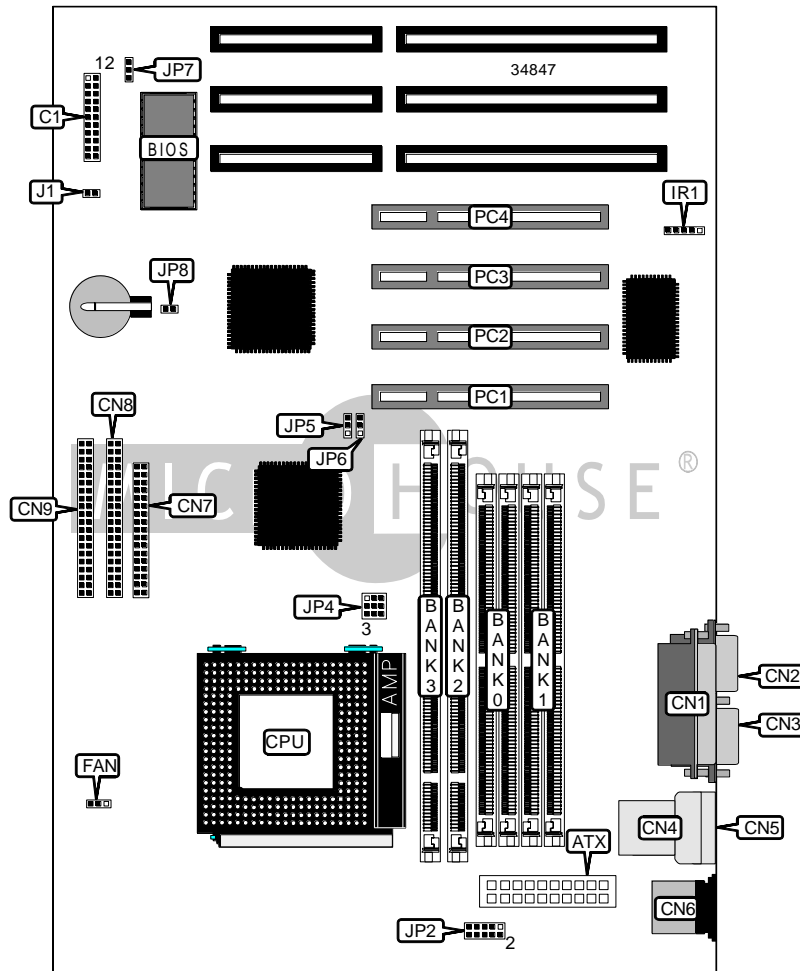 12
JP7
34847
C1
BIOS
J1
IR1
PC4
JP8
PC3
PC2
PC1
CN8
JP5
JP6
MICRO HOUSE ®
CN9
CN7
JP4
3
BANK3
BANK2
BANK0
BANK1
AMP
CN2
CN1
CN3
CPU
FAN
CN4
CN5
ATX
CN6
JP2
2